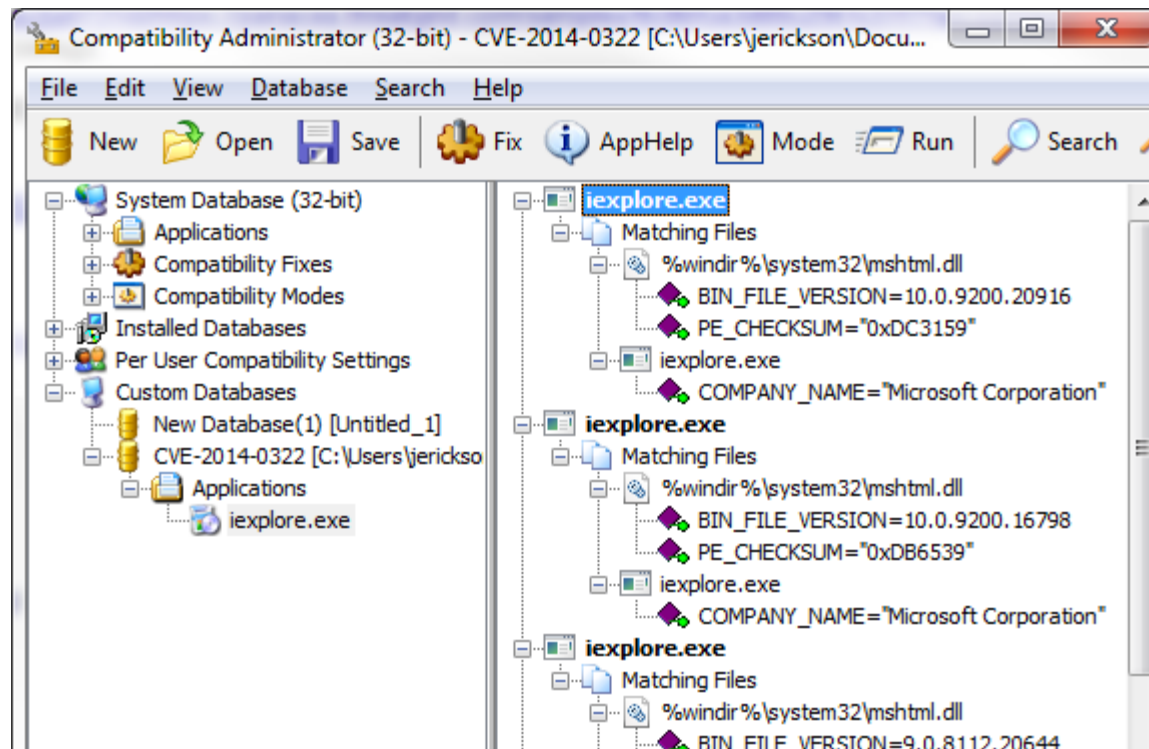 Compatibility Administrator (32-bit) - CVE-2014-0322 [C:\Users\jerickson\Docu...
File Edit View Database Search Help
New Open Save Fix AppHelp Mode Run Search
System Database (32-bit)
Applications
Compatibility Fixes
Compatibility Modes
Installed Databases
Per User Compatibility Settings
Custom Databases
New Database(1) [Untitled_1]
CVE-2014-0322 [C:\Users\jerickso
Applications
iexplore.exe
iexplore.exe
Matching Files
%windir%\system32\mshtml.dll
BIN_FILE_VERSION=10.0.9200.20916
PE_CHECKSUM="0xDC3159"
iexplore.exe
COMPANY_NAME="Microsoft Corporation"
iexplore.exe
Matching Files
%windir%\system32\mshtml.dll
BIN_FILE_VERSION=10.0.9200.16798
PE_CHECKSUM="0xDB6539"
iexplore.exe
COMPANY_NAME="Microsoft Corporation"
iexplore.exe
Matching Files
%windir%\system32\mshtml.dll
BIN_FILE_VERSION=9.0.8112.20644